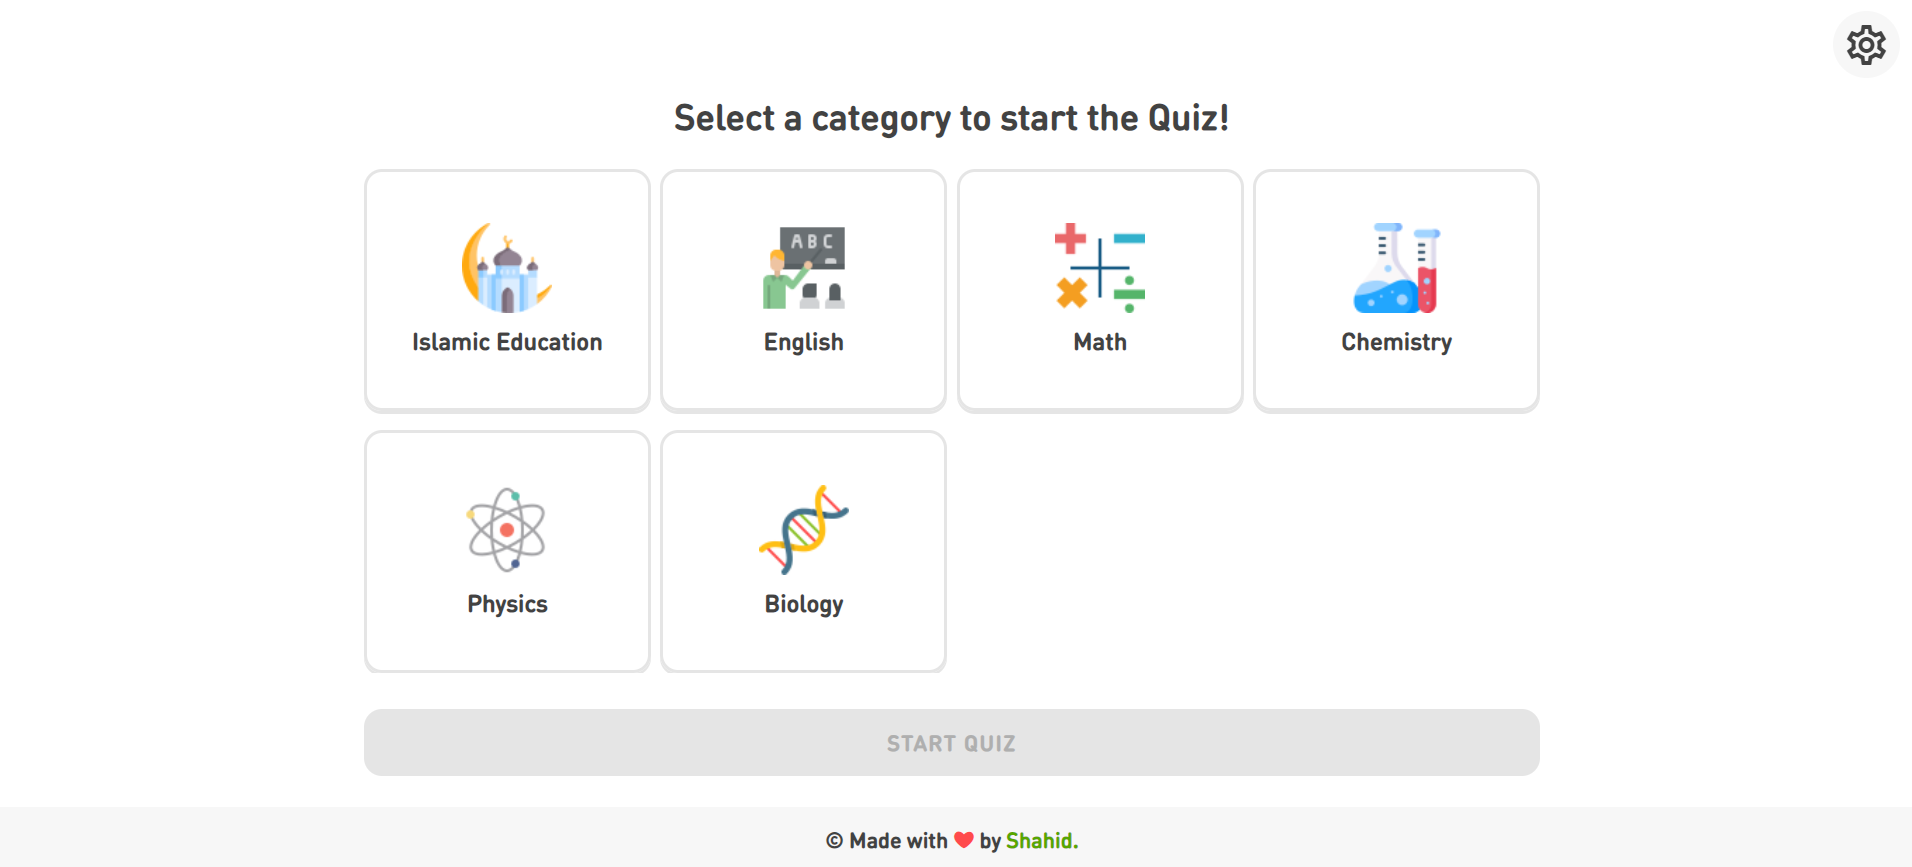 Select a category to start the Quiz!
A B C
Islamic Education
English
Math
Chemistry
Physics
Biology
START QUIZ
© Made with ❤ by Shahid.